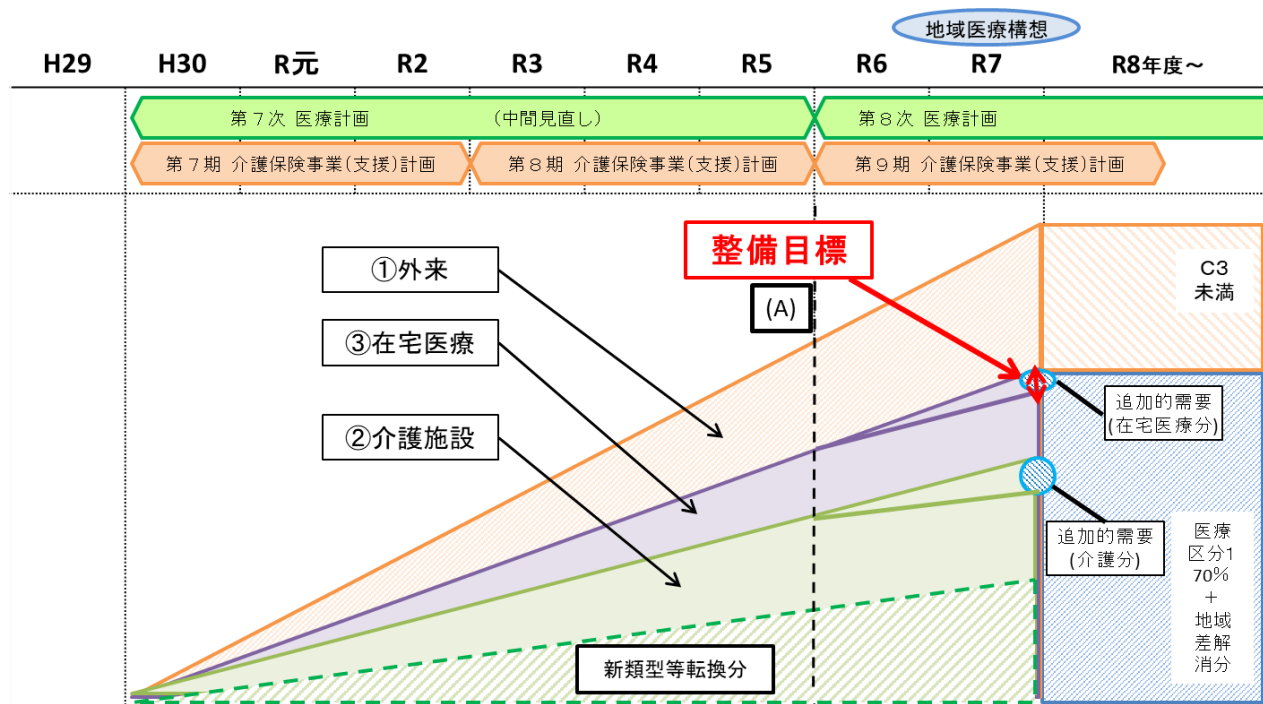 地域医療構想
H29 H30 R元 R2 R3 R4 R5 R6 R7 R8年度～
第７次 医療計画 (中間見直し) 第８次 医療計画
第７期 介護保険事業(支援)計画 第８期 介護保険事業(支援)計画 第９期 介護保険事業(支援)計画
整備目標
①外来
(A)
③在宅医療
②介護施設
C3
未満
追加的需要
(在宅医療分)
追加的需要
(介護分)
医療
区分1
70%
＋
地域
差解
消分
新類型等転換分